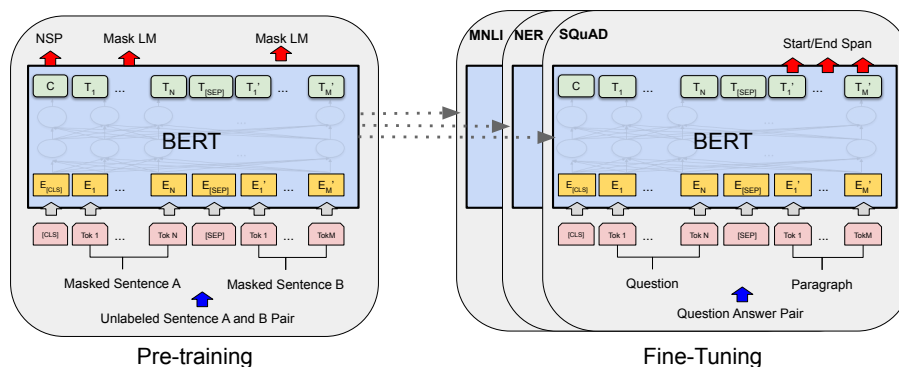 NSP Mask LM Mask LM
C T1 ... TN T[SEP] T1' ... TM'
BERT
E[CLS] E1 ... EN E[SEP] E1' ... EM'
[CLS] Tok 1 ... Tok N [SEP] Tok 1 ... TokM
Masked Sentence A Masked Sentence B
Unlabeled Sentence A and B Pair
Pre-training
MNLI NER SQuAD
Start/End Span
C T1 ... TN T[SEP] T1' ... TM'
BERT
E[CLS] E1 ... EN E[SEP] E1' ... EM'
[CLS] Tok 1 ... Tok N [SEP] Tok 1 ... TokM
Question Paragraph
Question Answer Pair
Fine-Tuning